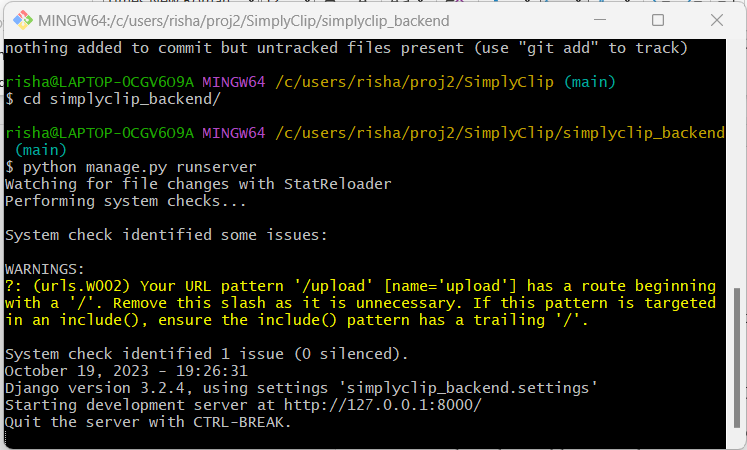 MINGW64:/c/users/risha/proj2/SimplyClip/simplyclip_backend
nothing added to commit but untracked files present (use "git add" to track)
risha@LAPTOP-OCGV6O9A MINGW64 /c/users/risha/proj2/SimplyClip (main)
$ cd simplyclip_backend/
risha@LAPTOP-OCGV6O9A MINGW64 /c/users/risha/proj2/SimplyClip/simplyclip_backend
(main)
$ python manage.py runserver
Watching for file changes with StatReloader
Performing system checks...
System check identified some issues:
WARNINGS:
?: (urls.W002) Your URL pattern '/upload' [name='upload'] has a route beginning
with a '/'. Remove this slash as it is unnecessary. If this pattern is targeted
in an include(), ensure the include() pattern has a trailing '/'.
System check identified 1 issue (0 silenced).
October 19, 2023 - 19:26:31
Django version 3.2.4, using settings 'simplyclip_backend.settings'
Starting development server at http://127.0.0.1:8000/
Quit the server with CTRL-BREAK.